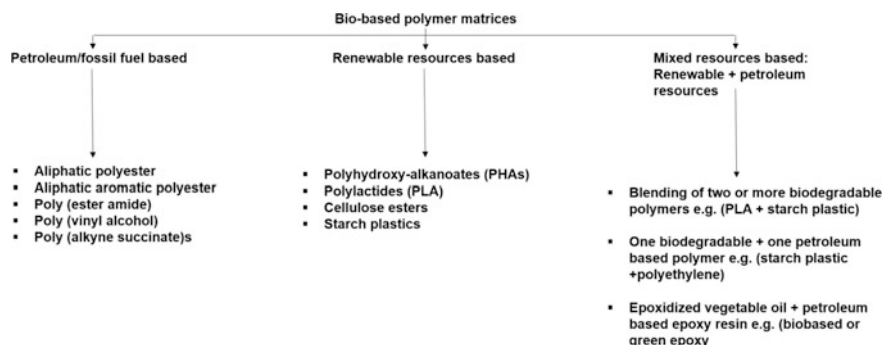 Bio-based polymer matrices
Petroleum/fossil fuel based
Renewable resources based
Mixed resources based:
Renewable + petroleum
resources
▪ Aliphatic polyester
▪ Aliphatic aromatic polyester
▪ Poly (ester amide)
▪ Poly (vinyl alcohol)
▪ Poly (alkyne succinate)s
▪ Polyhydroxy-alkanoates (PHAs)
▪ Polylactides (PLA)
▪ Cellulose esters
▪ Starch plastics
▪ Blending of two or more biodegradable
polymers e.g. (PLA + starch plastic)
▪ One biodegradable + one petroleum
based polymer e.g. (starch plastic
+polyethylene)
▪ Epoxidized vegetable oil + petroleum
based epoxy resin e.g. (biobased or
green epoxy